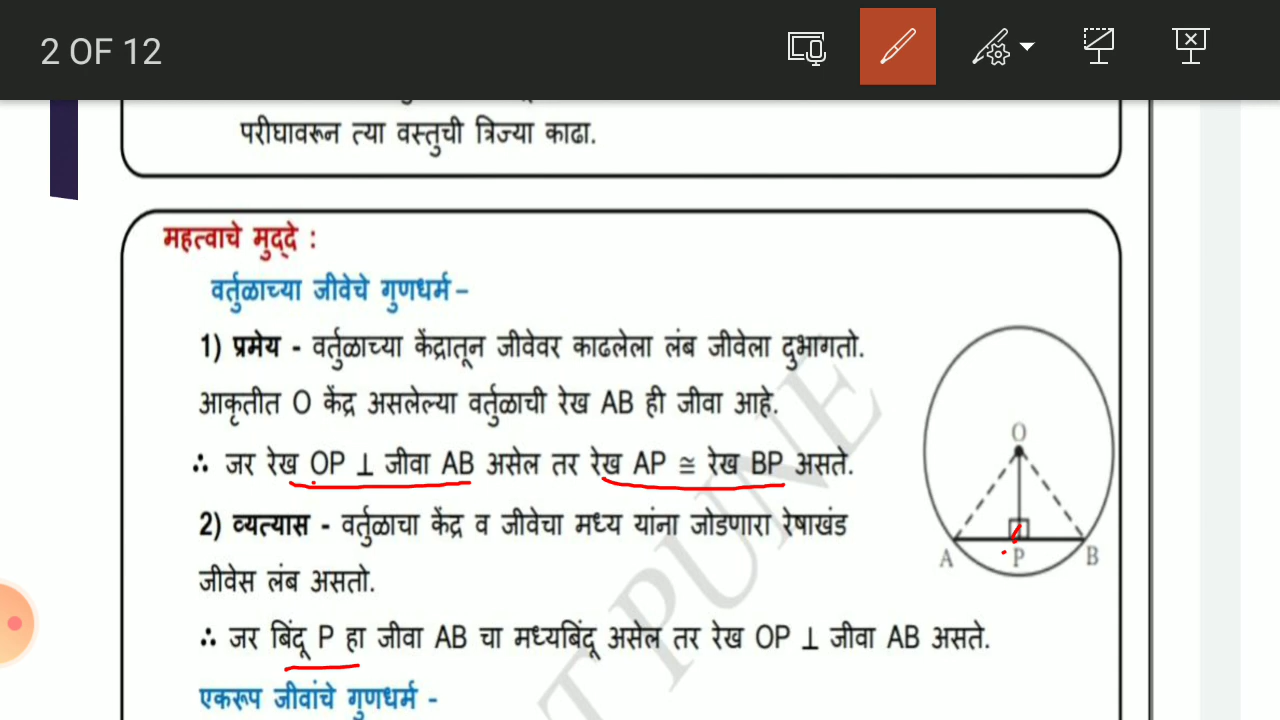 2 OF 12
परीघावरून त्या वस्तुची त्रिज्या काढा.
महत्वाचे मुद्दे :
वर्तुळाच्या जीवेचे गुणधर्म –
1) प्रमेय - वर्तुळाच्या केंद्रातून जीवेवर काढलेला लंब जीवेला दुभागतो.
आकृतीत O केंद्र असलेल्या वर्तुळाची रेख AB ही जीवा आहे.
∴ जर रेख OP ⊥ जीवा AB असेल तर रेख AP ≅ रेख BP असते.
2) व्यत्यास - वर्तुळाचा केंद्र व जीवेचा मध्य यांना जोडणारा रेषाखंड
जीवेस लंब असतो.
∴ जर बिंदू P हा जीवा AB चा मध्यबिंदू असेल तर रेख OP ⊥ जीवा AB असते.
एकरूप जीवांचे गुणधर्म -
O
A P B
T PUNE